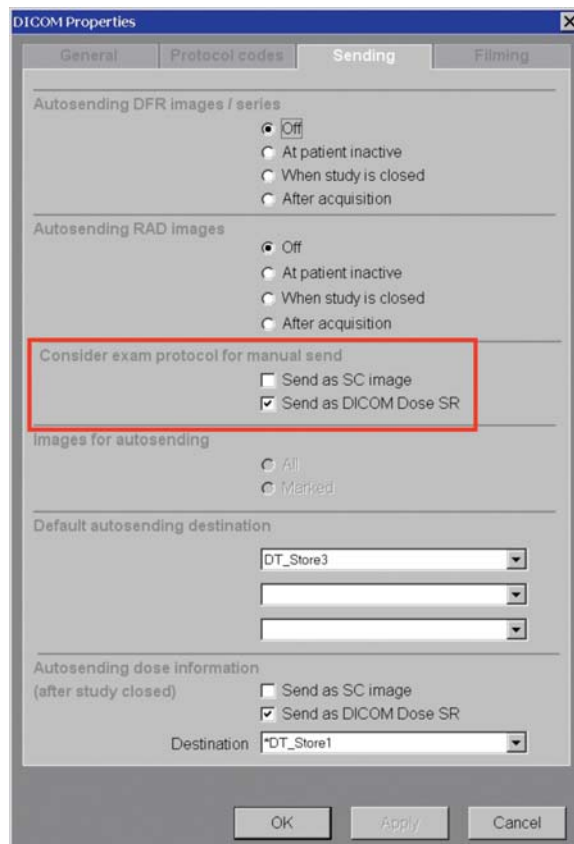 DICOM Properties
General Protocol codes Sending Filming
Autosending DFR images / series
Off
At patient inactive
When study is closed
After acquisition
Autosending RAD images
Off
At patient inactive
When study is closed
After acquisition
Consider exam protocol for manual send
Send as SC image
Send as DICOM Dose SR
Images for autosending
All
Marked
Default autosending destination
DT_Store3
Autosending dose information
(after study closed) Send as SC image
Send as DICOM Dose SR
Destination *DT_Store1
OK Apply Cancel